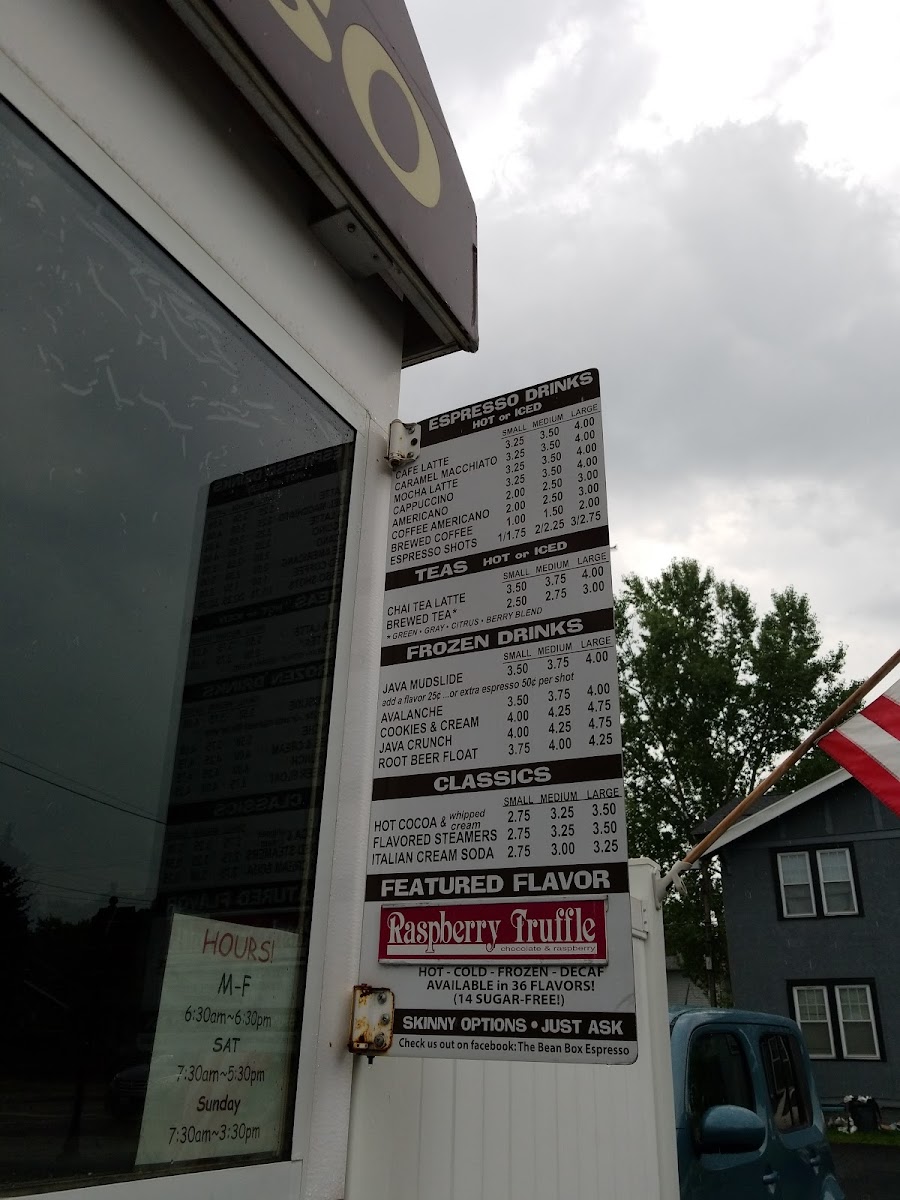 SO
ESPRESSO DRINKS
HOT or ICED
SMALL MEDIUM LARGE
CAFE LATTE 3.25 3.50 4.00
CARAMEL MACCHIATO 3.25 3.50 4.00
MOCHA LATTE 3.25 3.50 4.00
CAPPUCCINO 3.25 3.50 4.00
AMERICANO 2.00 2.50 3.00
COFFEE AMERICANO 2.00 2.50 3.00
BREWED COFFEE 1.00 1.50 2.00
ESPRESSO SHOTS 1/1.75 2/2.25 3/2.75
TEAS HOT or ICED
SMALL MEDIUM LARGE
CHAI TEA LATTE 3.50 3.75 4.00
BREWED TEA* 2.50 2.75 3.00
* GREEN • GRAY • CITRUS • BERRY BLEND
FROZEN DRINKS
SMALL MEDIUM LARGE
JAVA MUDSLIDE 3.50 3.75 4.00
add a flavor 25¢ ...or extra espresso 50¢ per shot
AVALANCHE 3.50 3.75 4.00
COOKIES & CREAM 4.00 4.25 4.75
JAVA CRUNCH 4.00 4.25 4.75
ROOT BEER FLOAT 3.75 4.00 4.25
CLASSICS
SMALL MEDIUM LARGE
HOT COCOA & whipped cream 2.75 3.25 3.50
FLAVORED STEAMERS 2.75 3.25 3.50
ITALIAN CREAM SODA 2.75 3.00 3.25
FEATURED FLAVOR
Raspberry Truffle
chocolate & raspberry
HOT - COLD - FROZEN - DECAF
AVAILABLE in 36 FLAVORS!
(14 SUGAR-FREE!)
SKINNY OPTIONS • JUST ASK
Check us out on facebook: The Bean Box Espresso
HOURS!
M-F
6:30am~6:30pm
SAT
7:30am~5:30pm
Sunday
7:30am~3:30pm